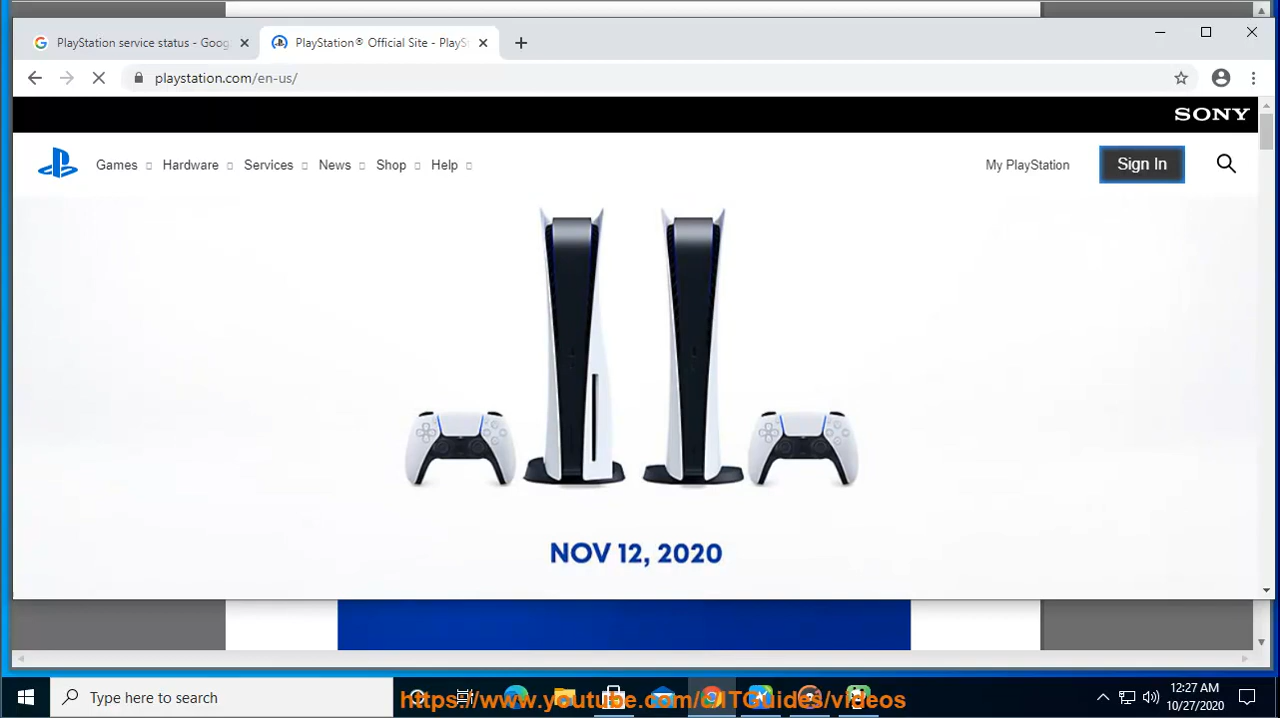 PlayStation service status - Goog
PlayStation® Official Site - PlayS
playstation.com/en-us/
SONY
Games Hardware Services News Shop Help My PlayStation Sign In
NOV 12, 2020
Type here to search
https://www.youtube.com/c/ITGuides/videos
12:27 AM
10/27/2020